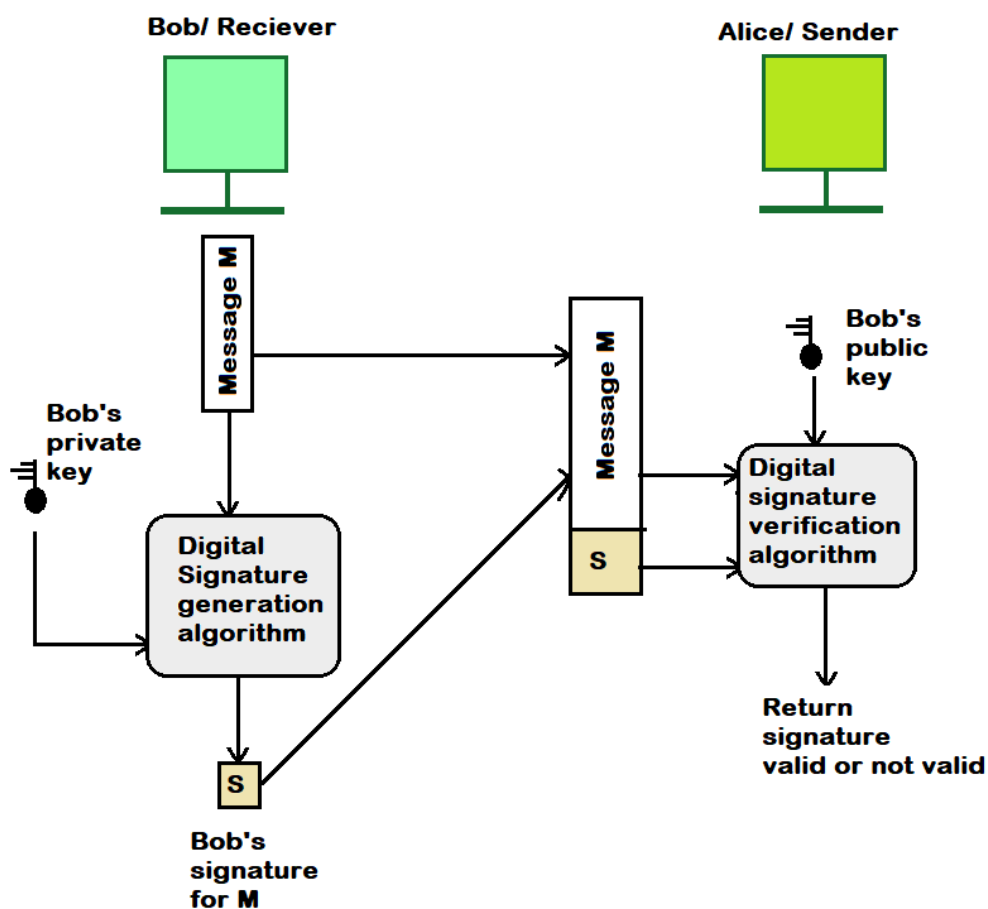 Bob/ Reciever
Alice/ Sender
Message M
Message M
S
Bob's
public
key
Bob's
private
key
Digital
signature
verification
algorithm
Digital
Signature
generation
algorithm
Return
signature
valid or not valid
S
Bob's
signature
for M